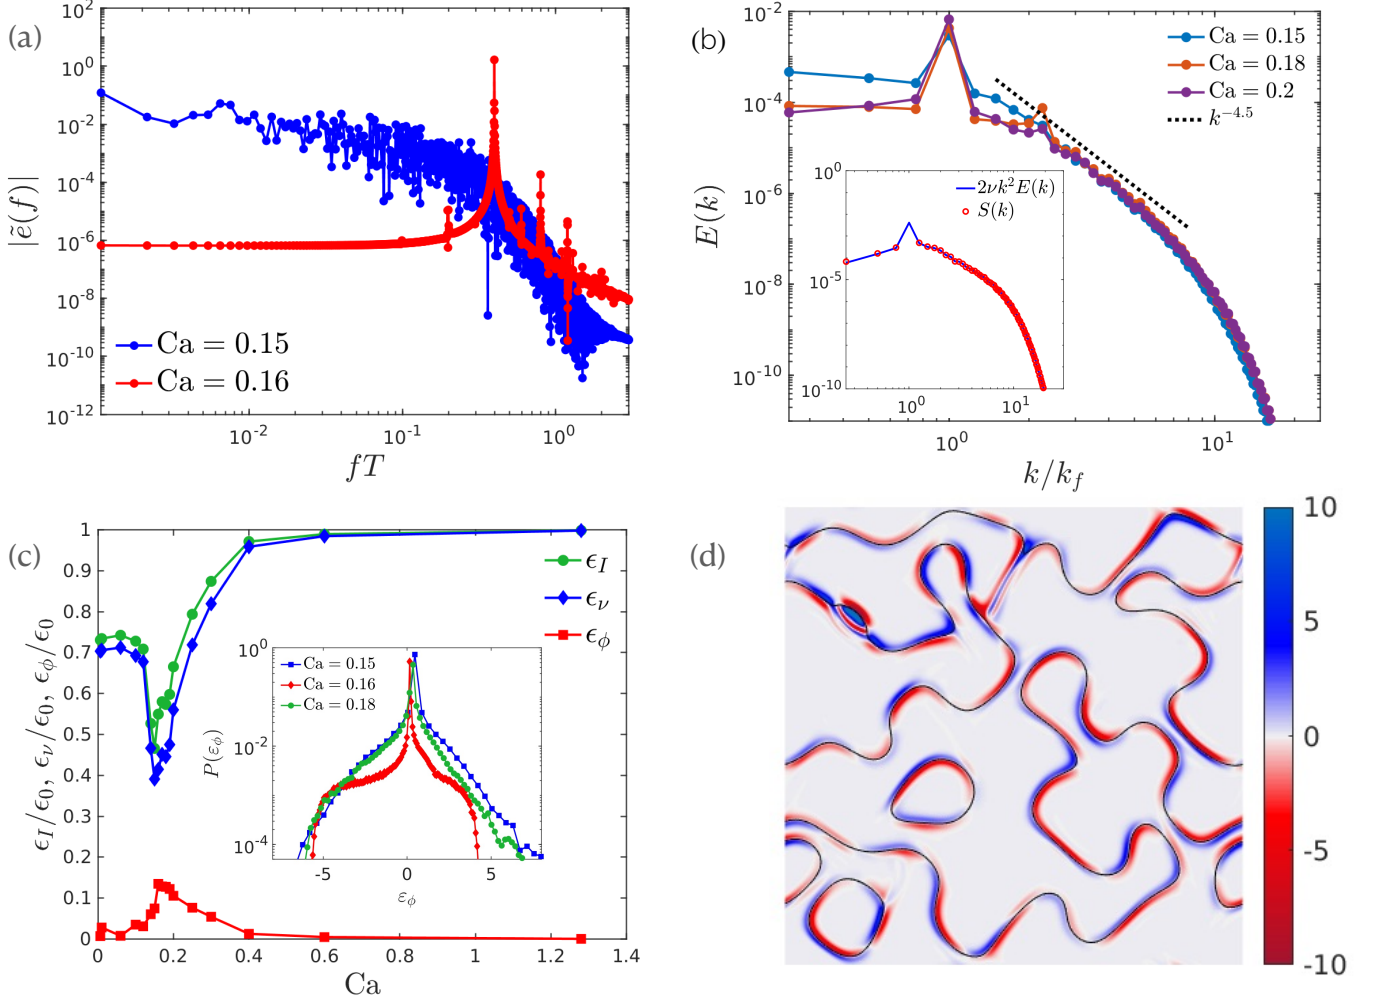 (a)
10^2
10^0
10^-2
10^-4
10^-6
10^-8
10^-10
10^-12
|ẽ(f)|
Ca = 0.15
Ca = 0.16
10^-2
10^-1
10^0
fT
(b)
10^-2
10^-4
10^-6
10^-8
10^-10
E(k)
Ca = 0.15
Ca = 0.18
Ca = 0.2
k^-4.5
10^0
10^-5
10^-10
2νk^2E(k)
S(k)
10^0
10^1
10^0
10^1
k/k_f
(c)
1
0.9
0.8
0.7
0.6
0.5
0.4
0.3
0.2
0.1
0
ϵ_I/ϵ_0, ϵ_ν/ϵ_0, ϵ_ϕ/ϵ_0
ϵ_I
ϵ_ν
ϵ_ϕ
10^0
10^-2
10^-4
P(ε_ϕ)
Ca = 0.15
Ca = 0.16
Ca = 0.18
-5
0
5
ε_ϕ
0
0.2
0.4
0.6
0.8
1
1.2
1.4
Ca
(d)
10
5
0
-5
-10